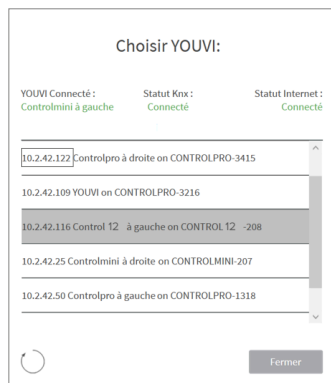 Choisir YOUVI:
YOUVI Connecté : Statut Knx : Statut Internet :
Controlmini à gauche Connecté Connecté
10.2.42.122 Controlpro à droite on CONTROLPRO-3415
10.2.42.109 YOUVI on CONTROLPRO-3216
10.2.42.116 Control 12 à gauche on CONTROL 12 -208
10.2.42.25 Controlmini à droite on CONTROLMINI-207
10.2.42.50 Controlpro à gauche on CONTROLPRO-1318
Fermer